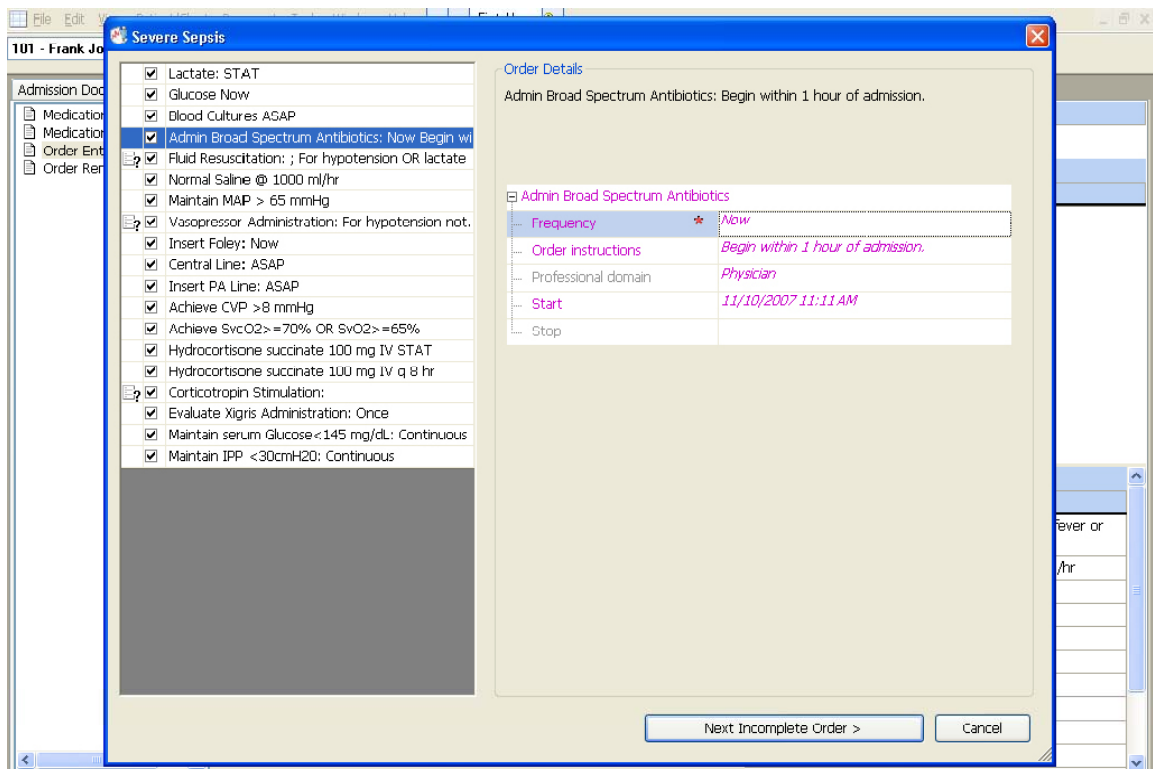 File Edit
101 - Frank Jo
Admission Doc
Medication
Medication
Order Ent
Order Rer
Severe Sepsis
Lactate: STAT
Glucose Now
Blood Cultures ASAP
Admin Broad Spectrum Antibiotics: Now Begin wi
Fluid Resuscitation: ; For hypotension OR lactate
Normal Saline @ 1000 ml/hr
Maintain MAP > 65 mmHg
Vasopressor Administration: For hypotension not.
Insert Foley: Now
Central Line: ASAP
Insert PA Line: ASAP
Achieve CVP >8 mmHg
Achieve SvcO2>=70% OR SvO2>=65%
Hydrocortisone succinate 100 mg IV STAT
Hydrocortisone succinate 100 mg IV q 8 hr
Corticotropin Stimulation:
Evaluate Xigris Administration: Once
Maintain serum Glucose<145 mg/dL: Continuous
Maintain IPP <30cmH20: Continuous
Order Details
Admin Broad Spectrum Antibiotics: Begin within 1 hour of admission.
Admin Broad Spectrum Antibiotics
Frequency * Now
Order instructions Begin within 1 hour of admission.
Professional domain Physician
Start 11/10/2007 11:11 AM
Stop
Next Incomplete Order >
Cancel
fever or
/hr